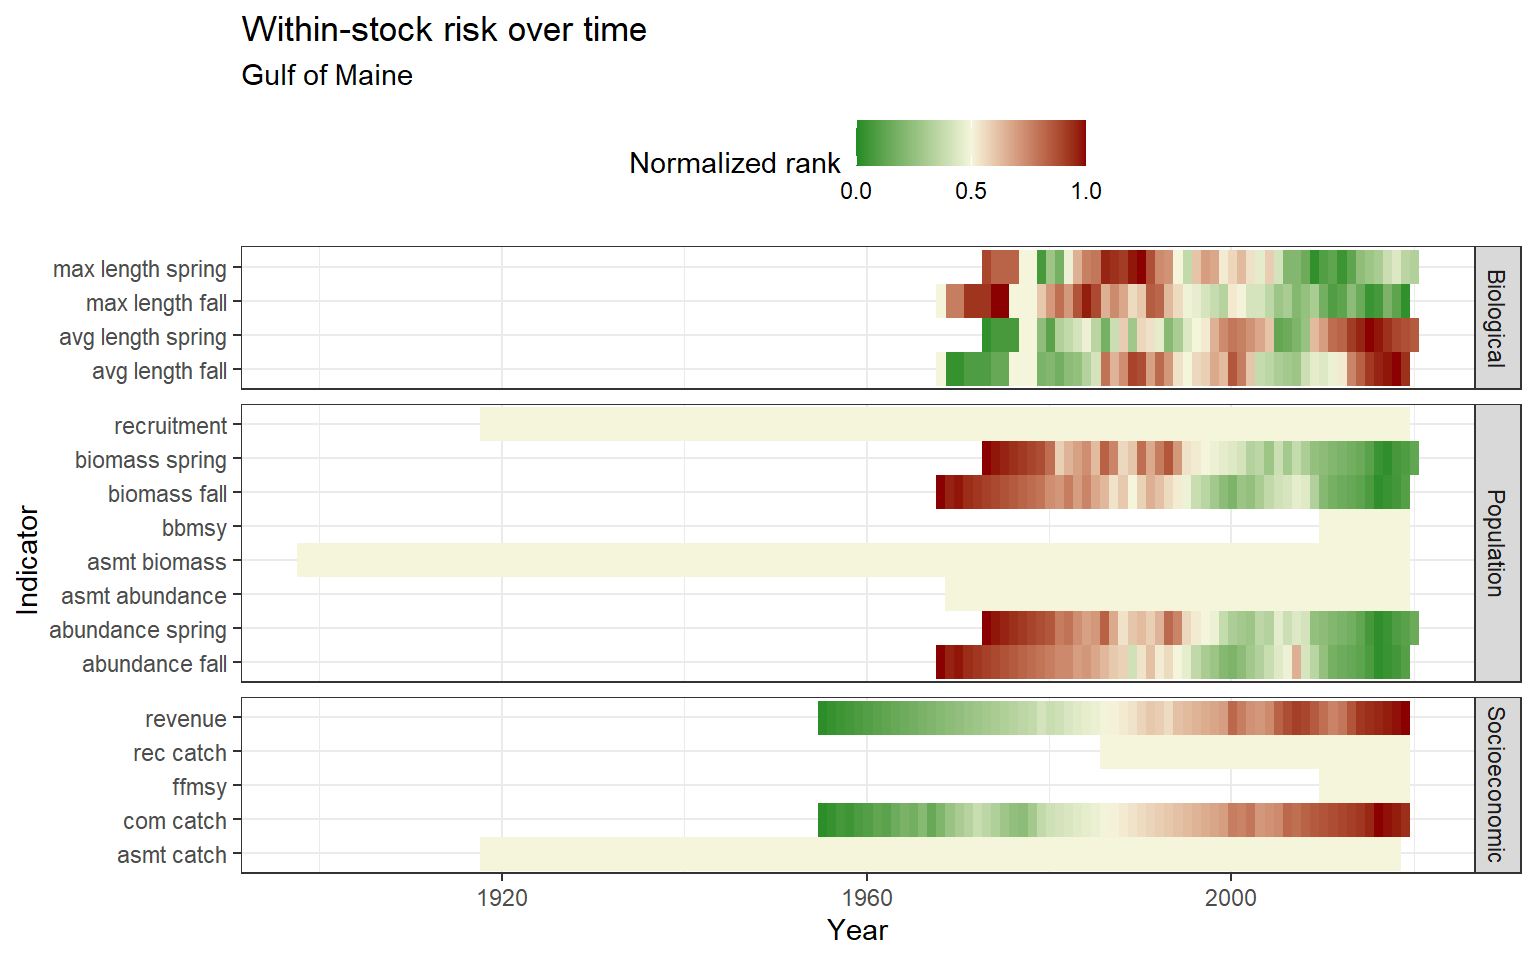 Within-stock risk over time
Gulf of Maine
Normalized rank
0.0 0.5 1.0
max length spring
max length fall
avg length spring
avg length fall
Biological
recruitment
biomass spring
biomass fall
bbmsy
asmt biomass
asmt abundance
abundance spring
abundance fall
Population
revenue
rec catch
ffmsy
com catch
asmt catch
Socioeconomic
Indicator
1920 1960 2000
Year